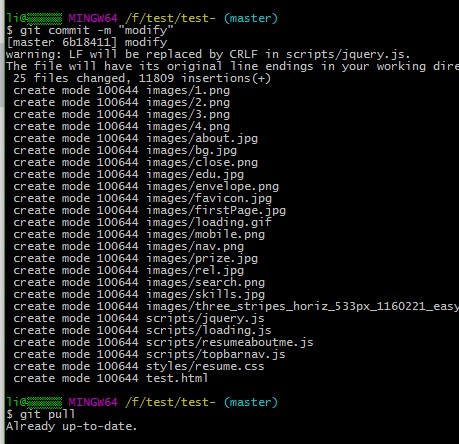 li@▒▒▒▒▒ MINGW64 /f/test/test- (master)
$ git commit -m "modify"
[master 6b18411] modify
warning: LF will be replaced by CRLF in scripts/jquery.js.
The file will have its original line endings in your working dire
 25 files changed, 11809 insertions(+)
 create mode 100644 images/1.png
 create mode 100644 images/2.png
 create mode 100644 images/3.png
 create mode 100644 images/4.png
 create mode 100644 images/about.jpg
 create mode 100644 images/bg.jpg
 create mode 100644 images/close.png
 create mode 100644 images/edu.jpg
 create mode 100644 images/envelope.png
 create mode 100644 images/favicon.jpg
 create mode 100644 images/firstPage.jpg
 create mode 100644 images/loading.gif
 create mode 100644 images/mobile.png
 create mode 100644 images/nav.png
 create mode 100644 images/prize.jpg
 create mode 100644 images/rel.jpg
 create mode 100644 images/search.png
 create mode 100644 images/skills.jpg
 create mode 100644 images/three_stripes_horiz_533px_1160221_easy
 create mode 100644 scripts/jquery.js
 create mode 100644 scripts/loading.js
 create mode 100644 scripts/resumeaboutme.js
 create mode 100644 scripts/topbarnav.js
 create mode 100644 styles/resume.css
 create mode 100644 test.html

li@▒▒▒▒▒ MINGW64 /f/test/test- (master)
$ git pull
Already up-to-date.